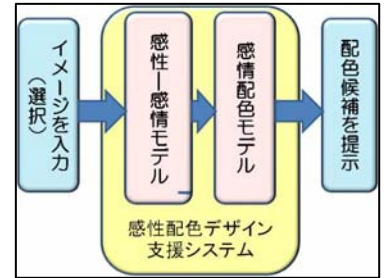 イメージを入力
（選択）
感性ー感情モデル
感情配色モデル
配色候補を提示
感性配色デザイン
支援システム